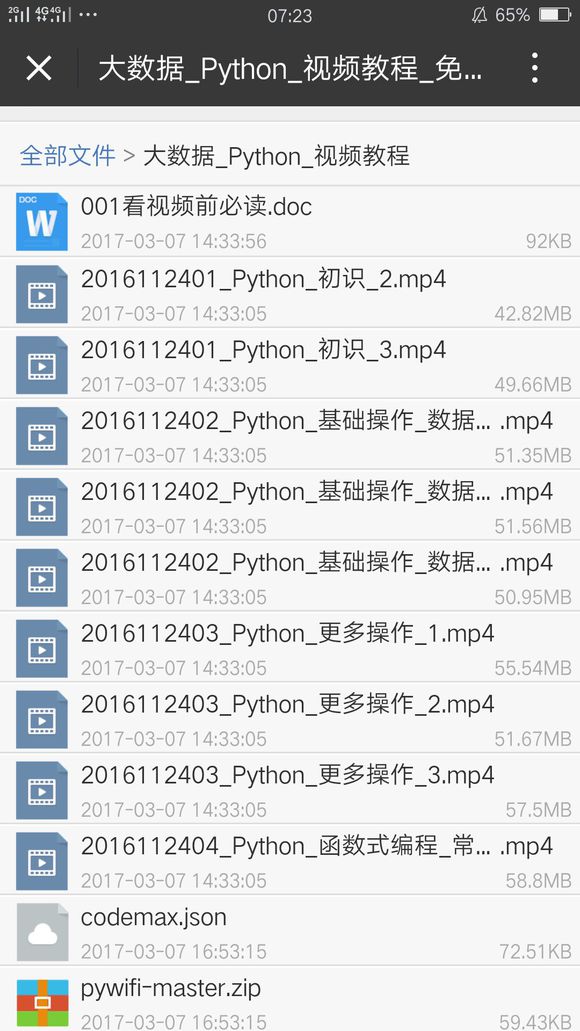 2G 4G 4G ...
07:23
65%
大数据_Python_视频教程_免...
全部文件 > 大数据_Python_视频教程
DOC
W
001看视频前必读.doc
2017-03-07 14:33:56 92KB
2016112401_Python_初识_2.mp4
2017-03-07 14:33:05 42.82MB
2016112401_Python_初识_3.mp4
2017-03-07 14:33:05 49.66MB
2016112402_Python_基础操作_数据... .mp4
2017-03-07 14:33:05 51.35MB
2016112402_Python_基础操作_数据... .mp4
2017-03-07 14:33:05 51.56MB
2016112402_Python_基础操作_数据... .mp4
2017-03-07 14:33:05 50.95MB
2016112403_Python_更多操作_1.mp4
2017-03-07 14:33:05 55.54MB
2016112403_Python_更多操作_2.mp4
2017-03-07 14:33:05 51.67MB
2016112403_Python_更多操作_3.mp4
2017-03-07 14:33:05 57.5MB
2016112404_Python_函数式编程_常... .mp4
2017-03-07 14:33:05 58.8MB
codemax.json
2017-03-07 16:53:15 72.51KB
pywifi-master.zip
2017-03-07 16:53:15 59.43KB